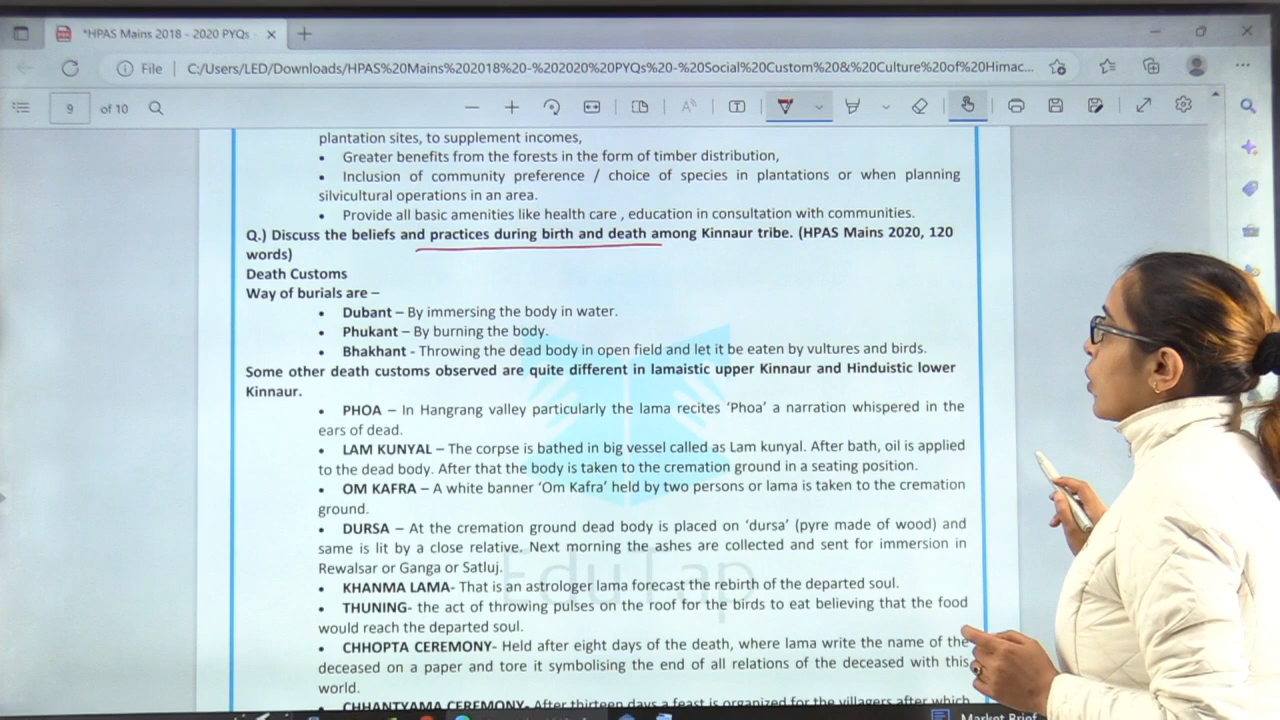 *HPAS Mains 2018 - 2020 PYQs -
File
C:/Users/LED/Downloads/HPAS%20Mains%202018%20-%202020%20PYQs%20-%20Social%20Custom%20&%20Culture%20of%20Himac...
9 of 10
plantation sites, to supplement incomes,
• Greater benefits from the forests in the form of timber distribution,
• Inclusion of community preference / choice of species in plantations or when planning
silvicultural operations in an area.
• Provide all basic amenities like health care , education in consultation with communities.
Q.) Discuss the beliefs and practices during birth and death among Kinnaur tribe. (HPAS Mains 2020, 120
words)
Death Customs
Way of burials are –
• Dubant – By immersing the body in water.
• Phukant – By burning the body.
• Bhakhant - Throwing the dead body in open field and let it be eaten by vultures and birds.
Some other death customs observed are quite different in lamaistic upper Kinnaur and Hinduistic lower
Kinnaur.
• PHOA – In Hangrang valley particularly the lama recites 'Phoa' a narration whispered in the
ears of dead.
• LAM KUNYAL – The corpse is bathed in big vessel called as Lam kunyal. After bath, oil is applied
to the dead body. After that the body is taken to the cremation ground in a seating position.
• OM KAFRA – A white banner 'Om Kafra' held by two persons or lama is taken to the cremation
ground.
• DURSA – At the cremation ground dead body is placed on 'dursa' (pyre made of wood) and
same is lit by a close relative. Next morning the ashes are collected and sent for immersion in
Rewalsar or Ganga or Satluj.
EduTap
• KHANMA LAMA- That is an astrologer lama forecast the rebirth of the departed soul.
• THUNING- the act of throwing pulses on the roof for the birds to eat believing that the food
would reach the departed soul.
• CHHOPTA CEREMONY- Held after eight days of the death, where lama write the name of the
deceased on a paper and tore it symbolising the end of all relations of the deceased with this
world.
• CHHANTYAMA CEREMONY- After thirteen days a feast is organized for the villagers after which
Market Brief